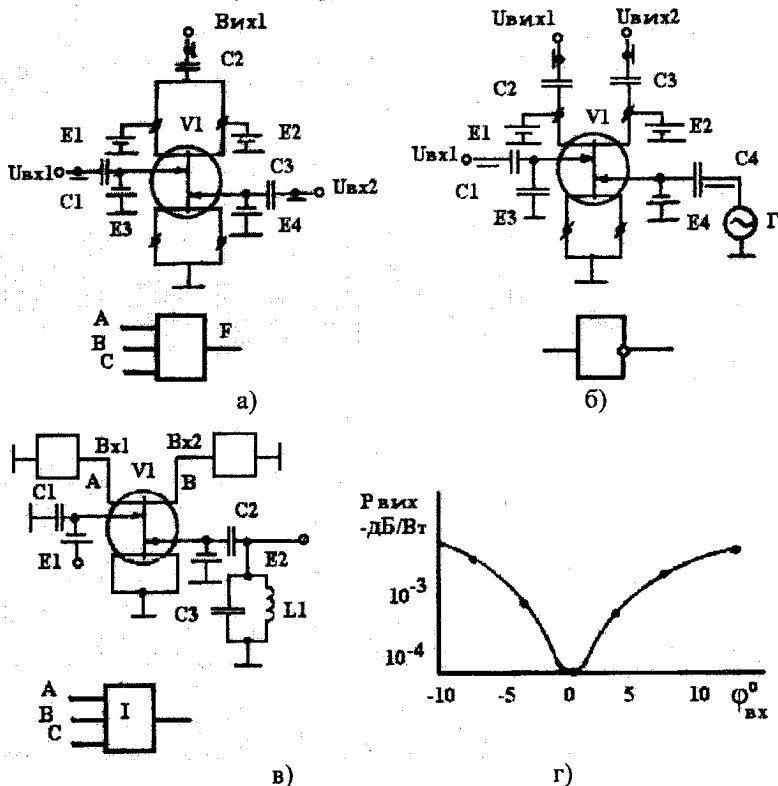 Вих1
C2
E1
V1
E2
Uвх1
C1
C3
Uвх2
E3
E4
A
B
C
F
а)
Uвих1
Uвих2
C2
C3
E1
V1
E2
Uвх1
C1
C4
E3
E4
Г
б)
Вх1
Вх2
C1
A
V1
B
C2
E1
E2
C3
L1
A
B
C
I
в)
Pвих
-дБ/Вт
10⁻³
10⁻⁴
-10 -5 0 5 10 φ⁰вх
г)